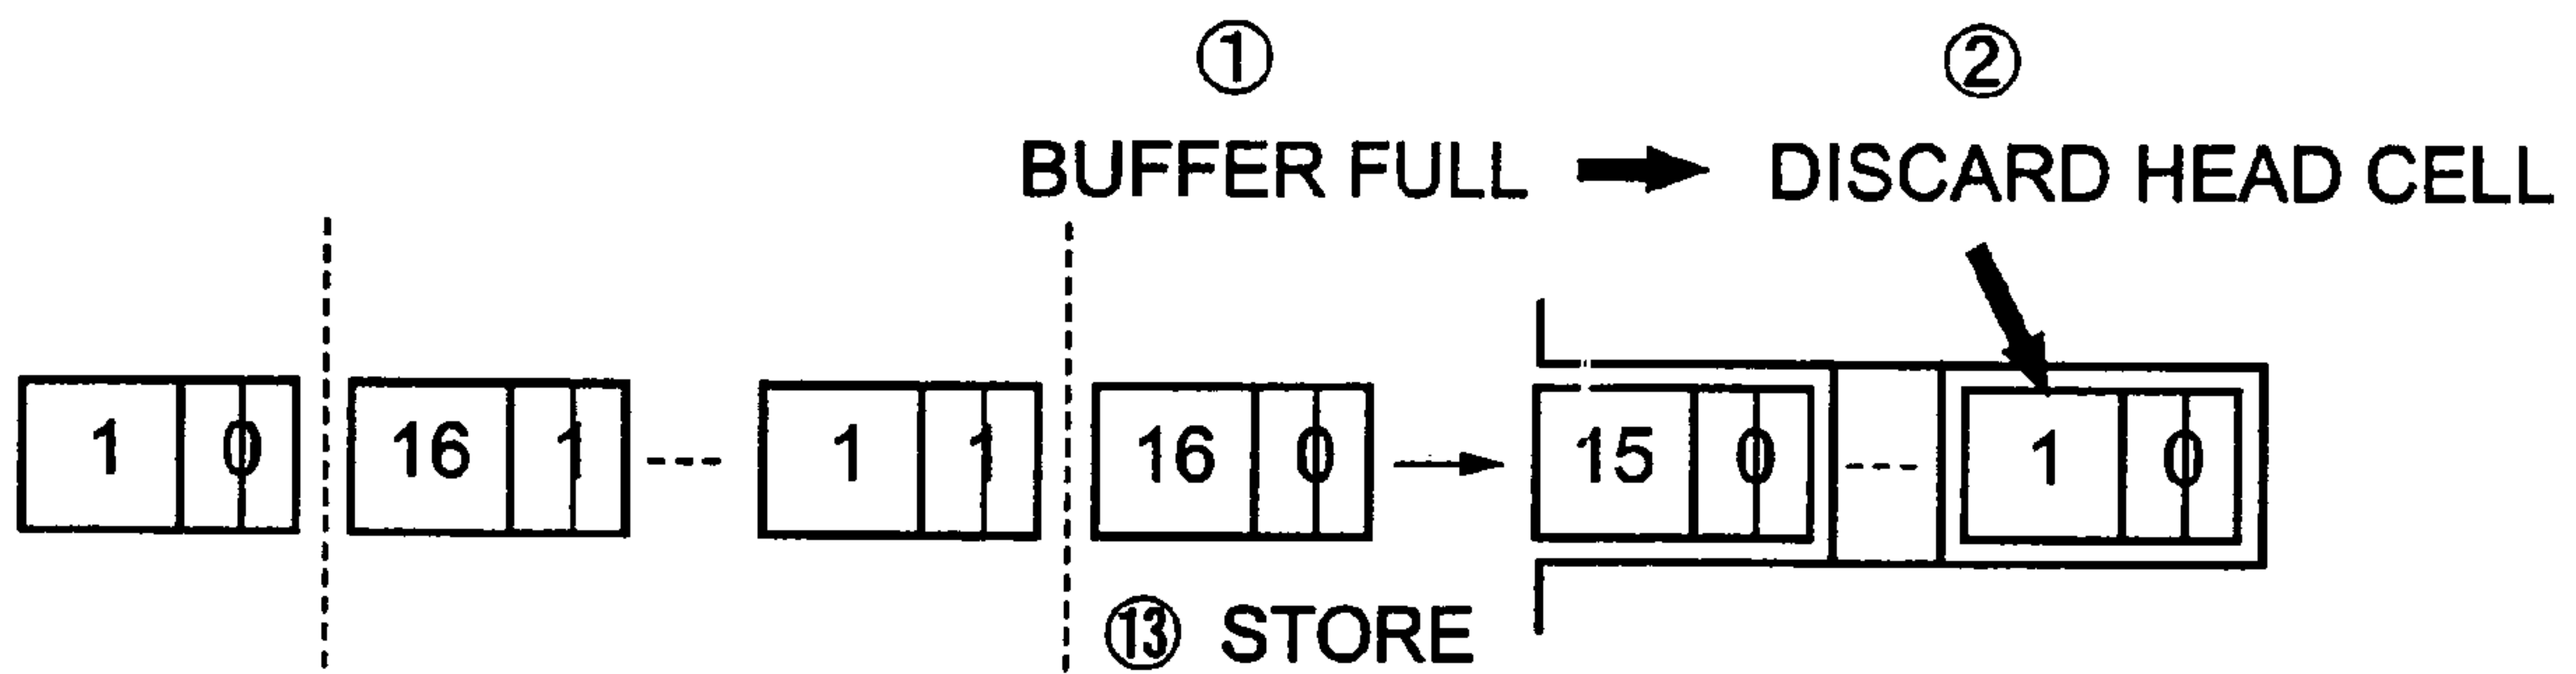 ① ②
BUFFER FULL → DISCARD HEAD CELL
1 0 16 1 --- 1 1 16 0 → 15 0 --- 1 0
⑬ STORE